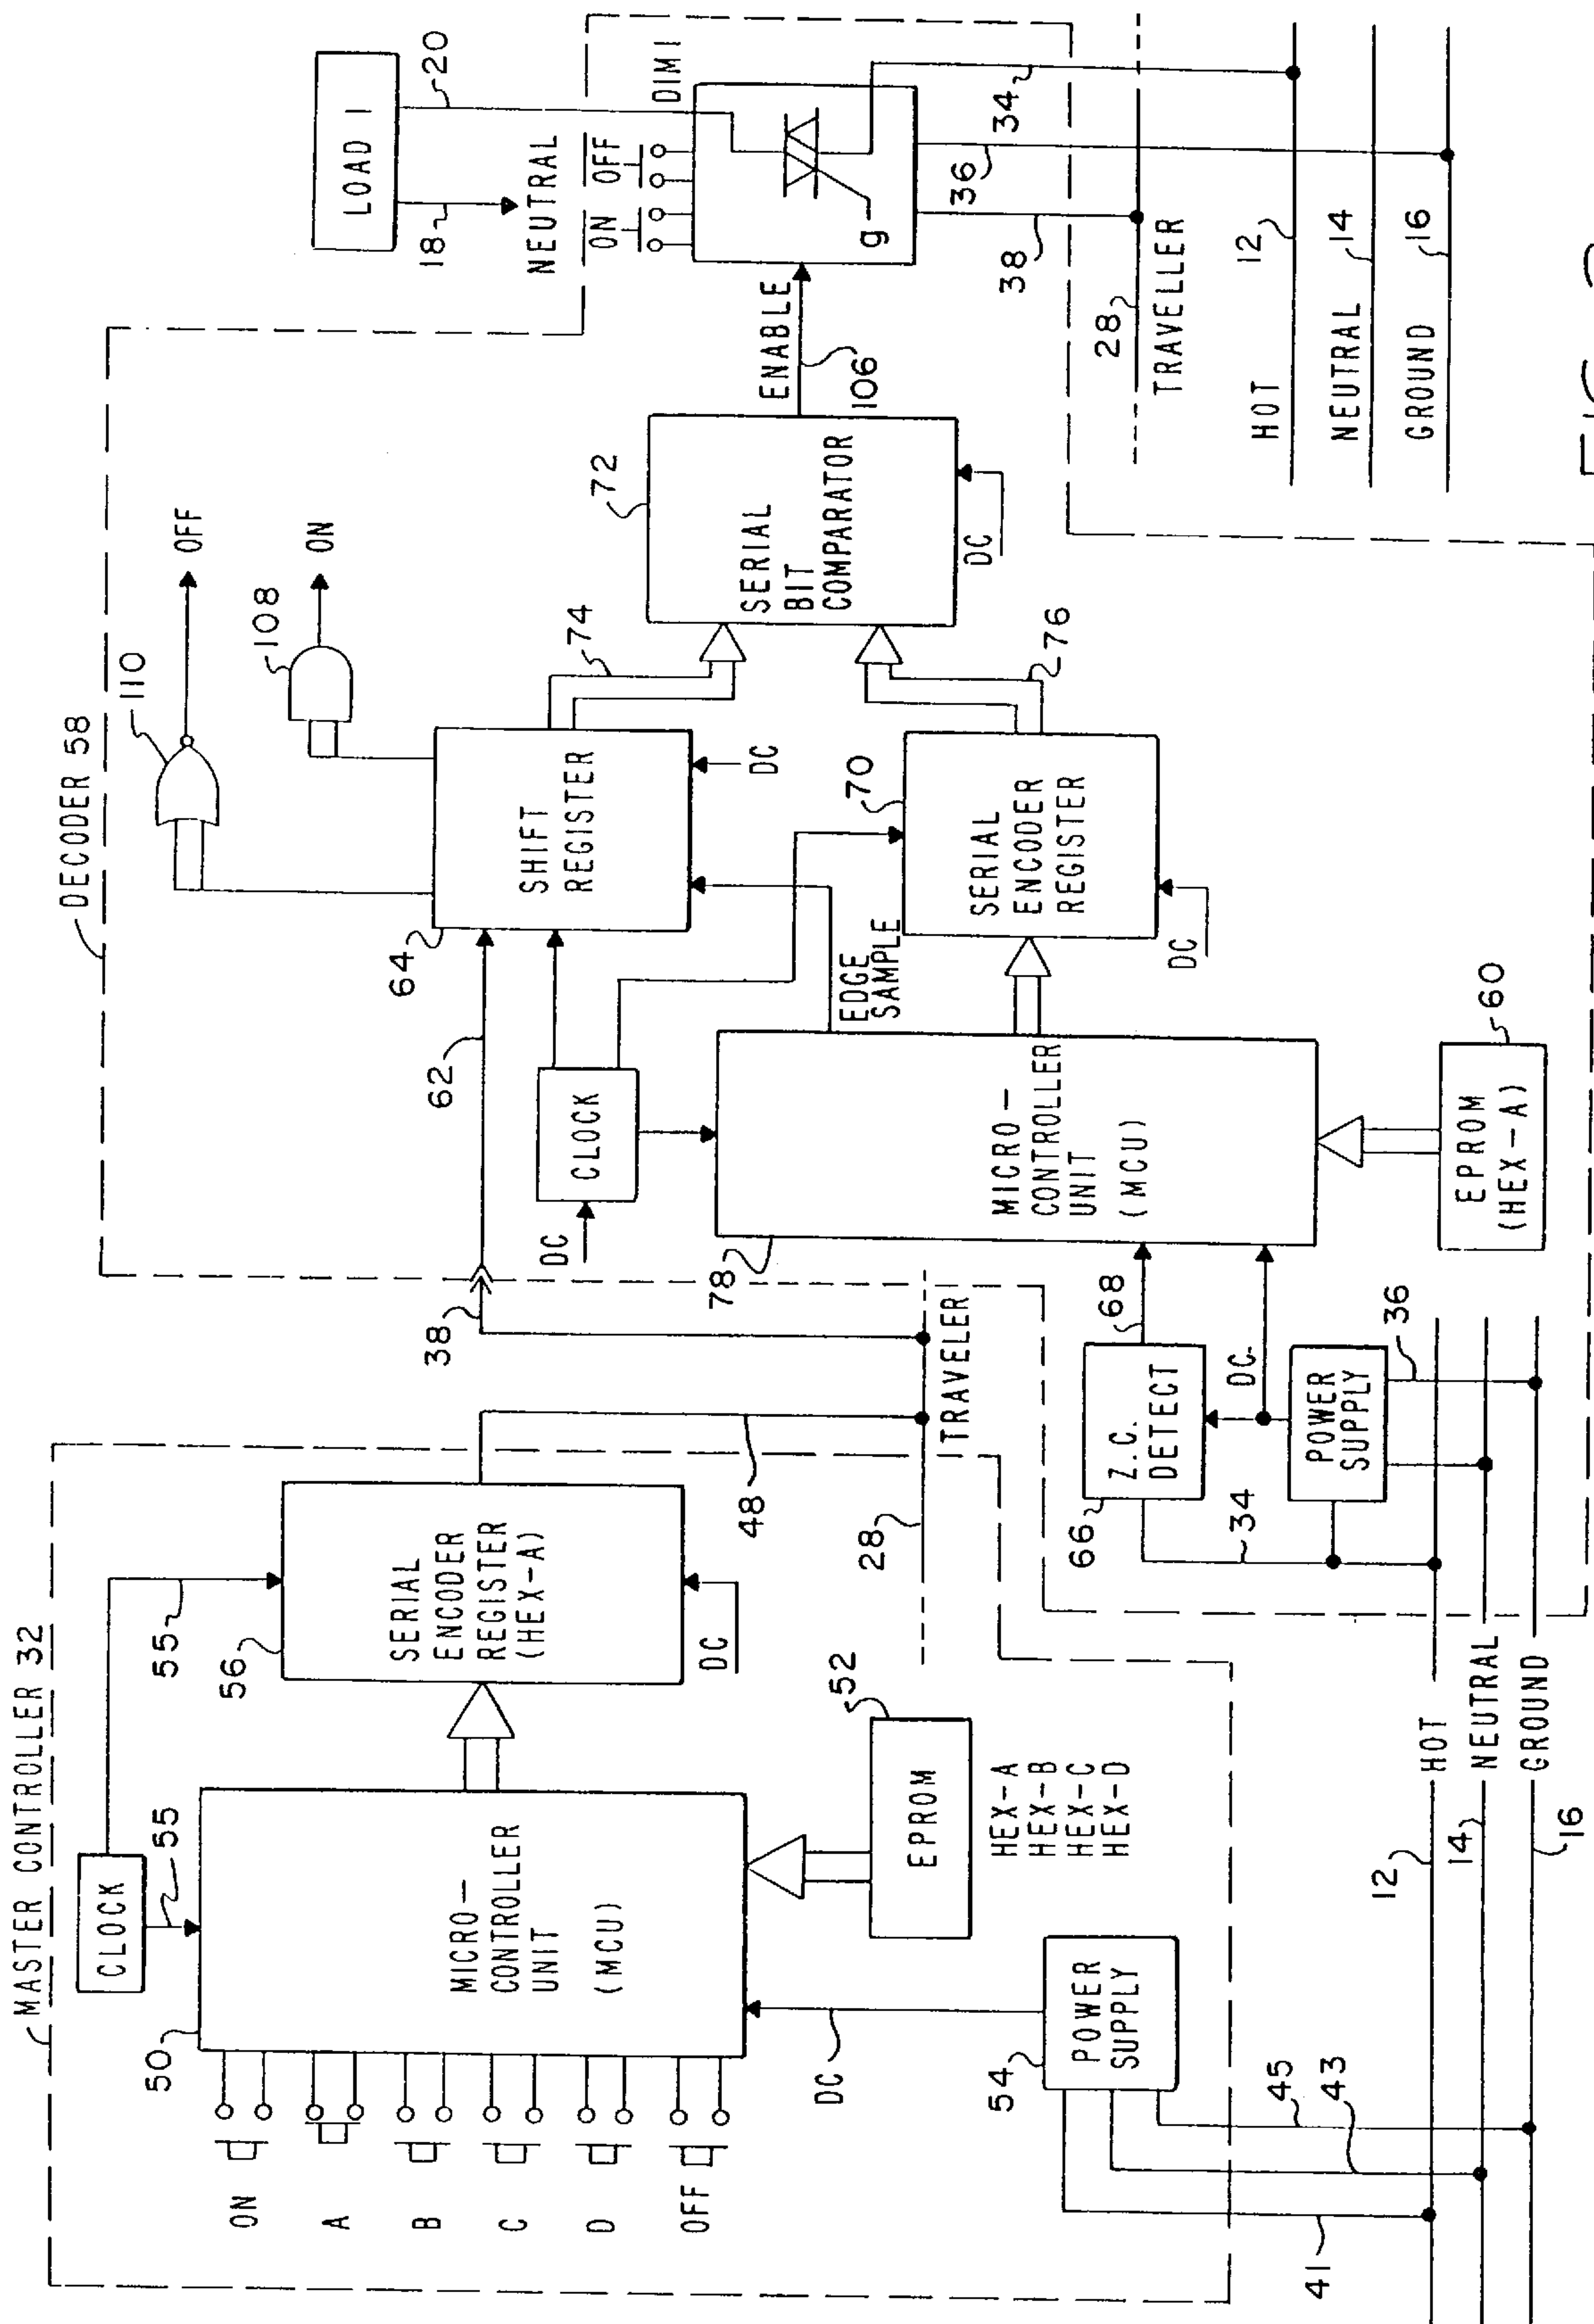 MASTER CONTROLLER 32
CLOCK
55
55
50
MICRO-
CONTROLLER
UNIT
(MCU)
ON
A
B
C
D
OFF
56
SERIAL
ENCODER
REGISTER
(HEX-A)
DC
48
EPROM
52
HEX-A
HEX-B
HEX-C
HEX-D
DC
54
POWER
SUPPLY
41
43
45
12
HOT
14
NEUTRAL
16
GROUND
28
TRAVELER
38
DECODER 58
62
64
SHIFT
REGISTER
DC
110
OFF
108
ON
CLOCK
DC
EDGE
SAMPLE
78
MICRO-
CONTROLLER
UNIT
(MCU)
EPROM
(HEX-A)
60
66
Z.C.
DETECT
68
34
DC
POWER
SUPPLY
36
70
SERIAL
ENCODER
REGISTER
DC
74
76
72
SERIAL
BIT
COMPARATOR
DC
ENABLE
106
LOAD 1
18
20
NEUTRAL
ON
OFF
DIM 1
g
38
36
34
28
TRAVELLER
HOT
12
NEUTRAL
14
GROUND
16